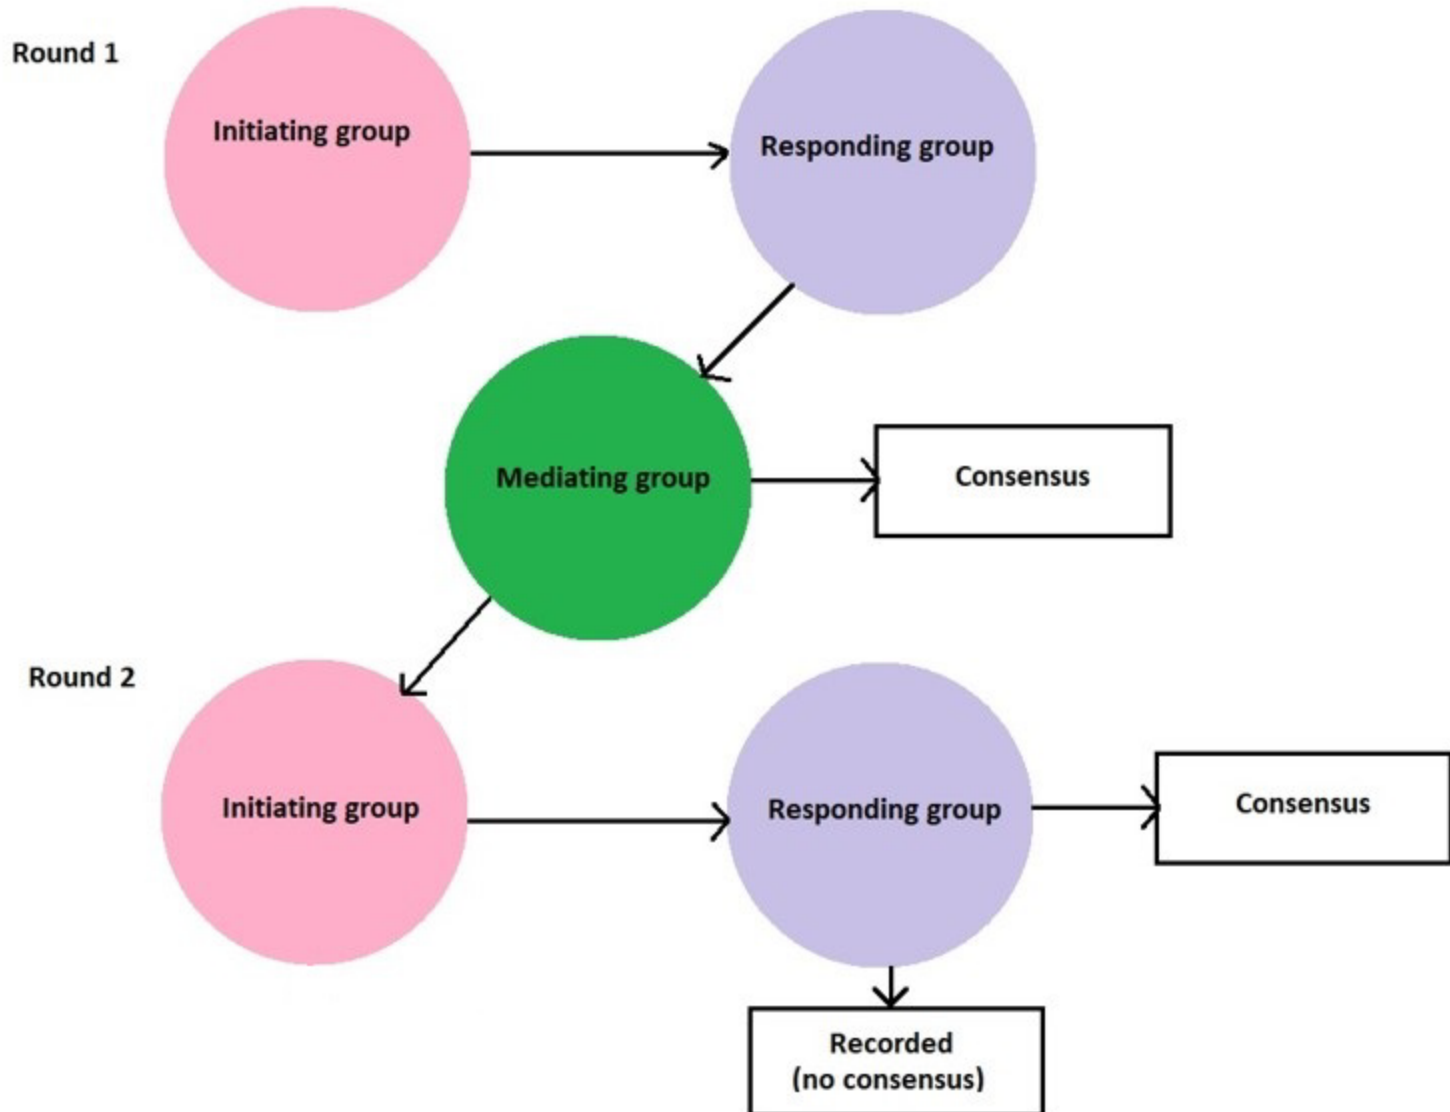 Round 1
Initiating group
Responding group
Mediating group
Consensus
Round 2
Initiating group
Responding group
Consensus
Recorded
(no consensus)